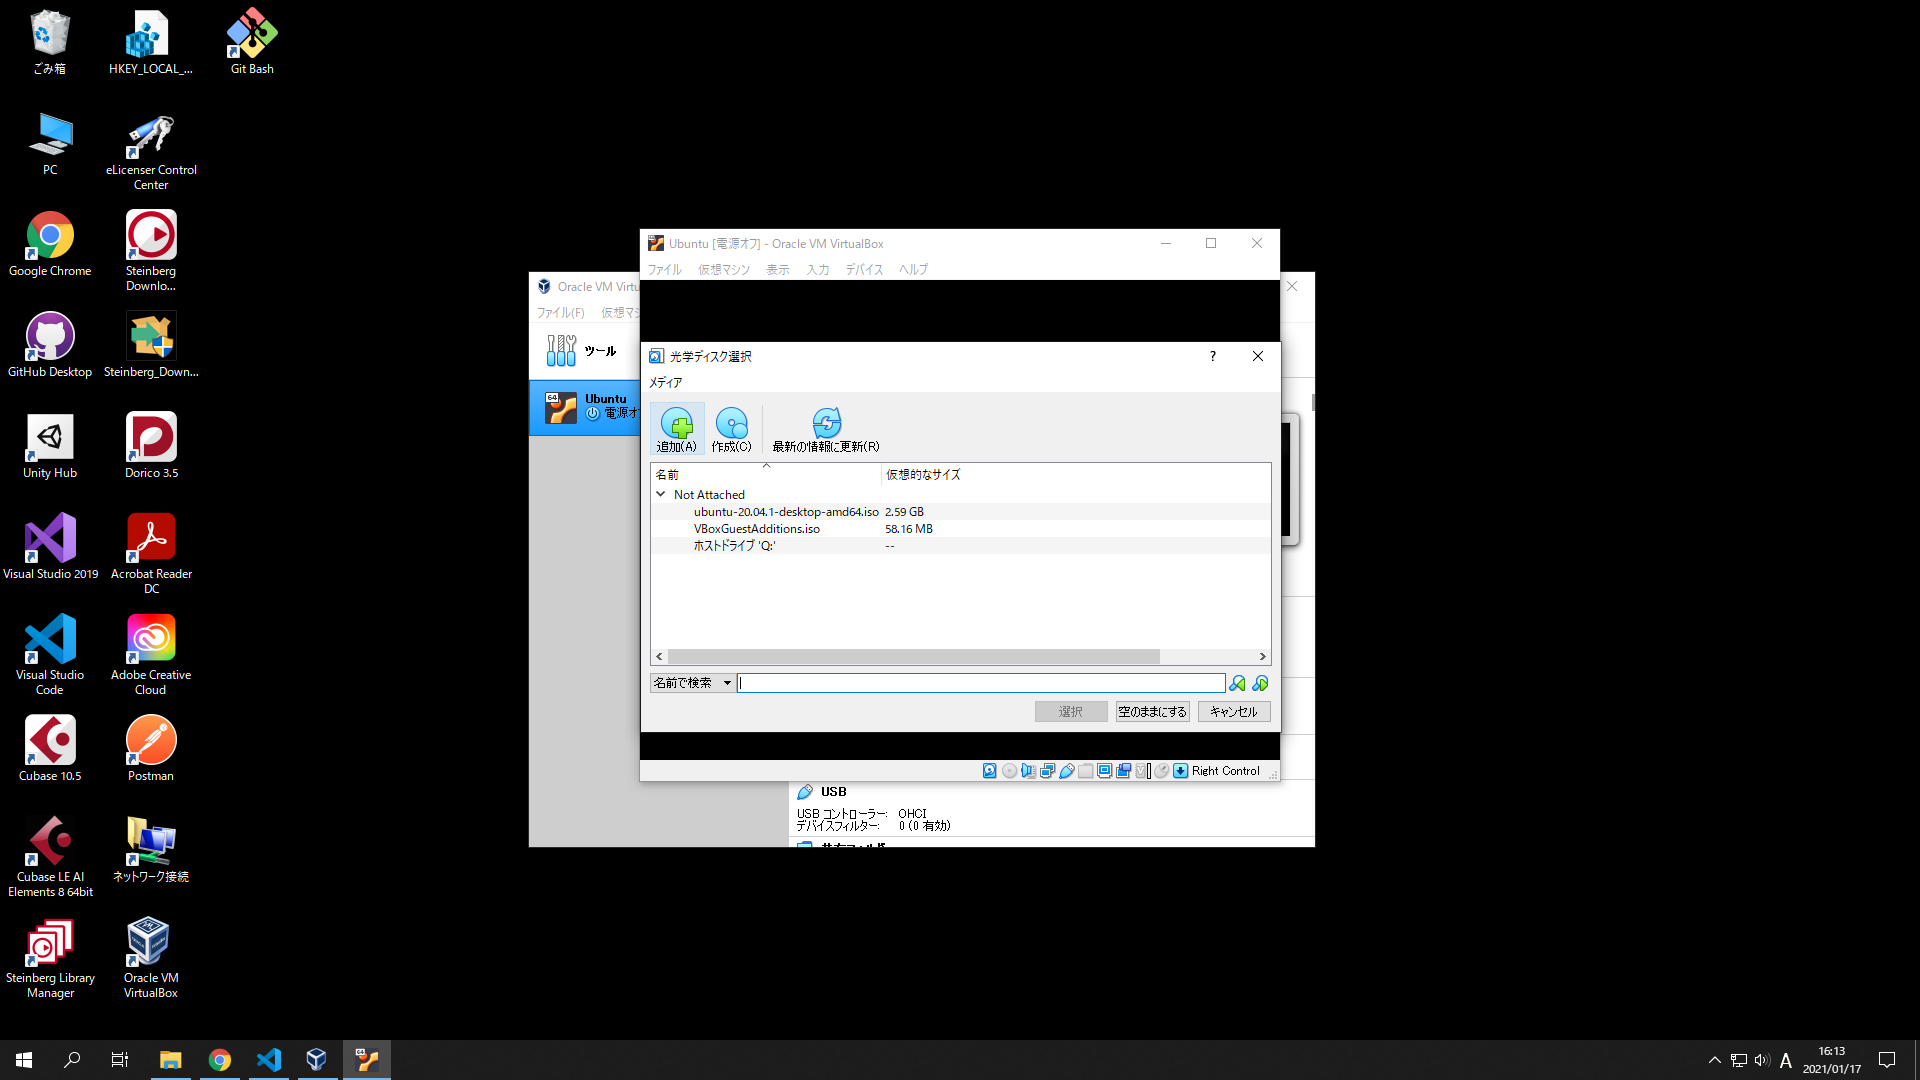 ごみ箱
HKEY_LOCAL_...
Git Bash
PC
eLicenser Control
Center
Google Chrome
Steinberg
Downlo...
GitHub Desktop
Steinberg_Down...
Unity Hub
Dorico 3.5
Visual Studio 2019
Acrobat Reader
DC
Visual Studio
Code
Adobe Creative
Cloud
Cubase 10.5
Postman
Cubase LE AI
Elements 8 64bit
ネットワーク接続
Steinberg Library
Manager
Oracle VM
VirtualBox
Oracle VM Virtu
ファイル(F) 仮想マシ
ツール
64
Ubuntu
電源オ
Ubuntu [電源オフ] - Oracle VM VirtualBox
ファイル 仮想マシン 表示 入力 デバイス ヘルプ
光学ディスク選択
?
メディア
追加(A) 作成(C) 最新の情報に更新(R)
名前 仮想的なサイズ
Not Attached
ubuntu-20.04.1-desktop-amd64.iso 2.59 GB
VBoxGuestAdditions.iso 58.16 MB
ホストドライブ 'Q:' --
名前で検索
選択 空のままにする キャンセル
Right Control
USB
USB コントローラー: OHCI
デバイスフィルター: 0 (0 有効)
A
16:13
2021/01/17